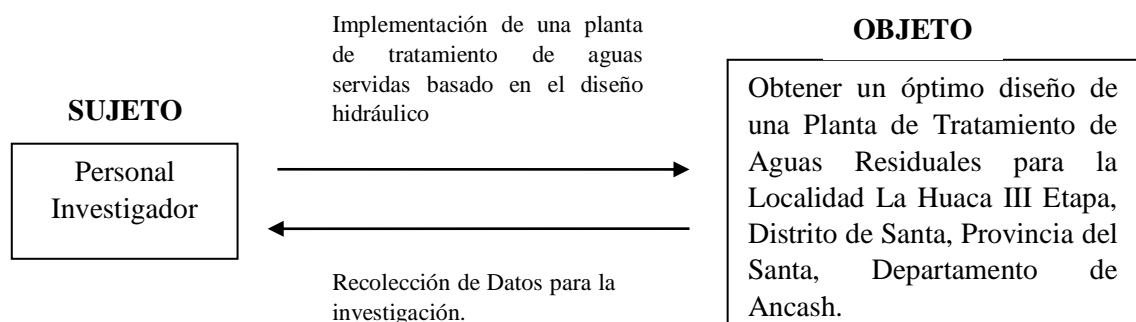 SUJETO
Personal
Investigador
Implementación de una planta
de tratamiento de aguas
servidas basado en el diseño
hidráulico
Recolección de Datos para la
investigación.
OBJETO
Obtener un óptimo diseño de
una Planta de Tratamiento de
Aguas Residuales para la
Localidad La Huaca III Etapa,
Distrito de Santa, Provincia del
Santa, Departamento de
Ancash.